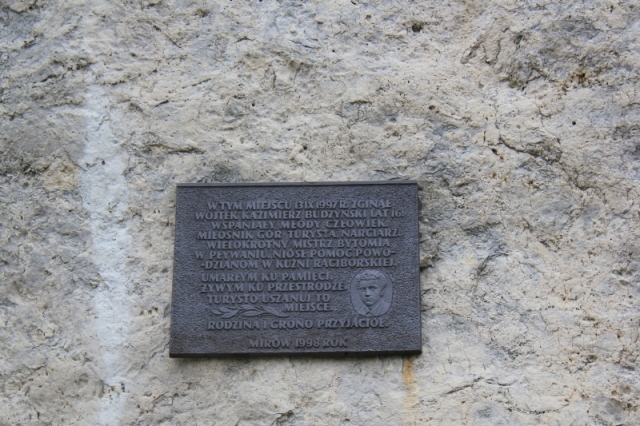 W TYM MIEJSCU 13 IX 1997 R. ZGINĄŁ
WOJTEK KAZIMIERZ BUDZYŃSKI LAT 16
WSPANIAŁY MŁODY CZŁOWIEK
MIŁOŚNIK GÓR-TURYSTA, NARCIARZ
WIELOKROTNY MISTRZ BYTOMIA
W PŁYWANIU, NIÓSŁ POMOC POWO-
-DZIANOM W KUŹNI RACIBORSKIEJ.
UMARŁYM KU PAMIĘCI,
ŻYWYM KU PRZESTRODZE.
TURYSTO USZANUJ TO
MIEJSCE.
RODZINA I GRONO PRZYJACIÓŁ.
MIRÓW 1998 ROK